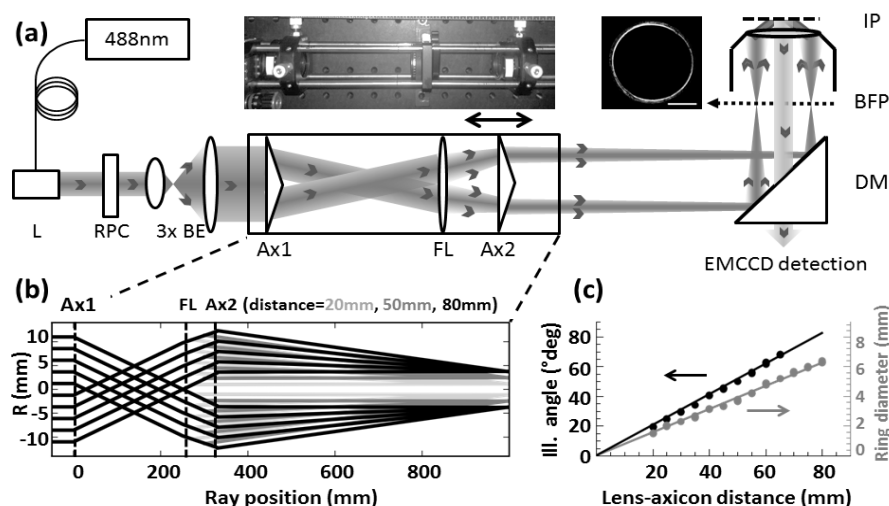 (a)
488nm
IP
BFP
DM
L
RPC
3x BE
Ax1
FL
Ax2
EMCCD detection
(b)
Ax1
FL Ax2 (distance=20mm, 50mm, 80mm)
R (mm)
10
5
0
-5
-10
0
200
400
600
800
Ray position (mm)
(c)
Ill. angle (°deg)
80
60
40
20
0
0
20
40
60
80
Lens-axicon distance (mm)
8
6
4
2
0
Ring diameter (mm)